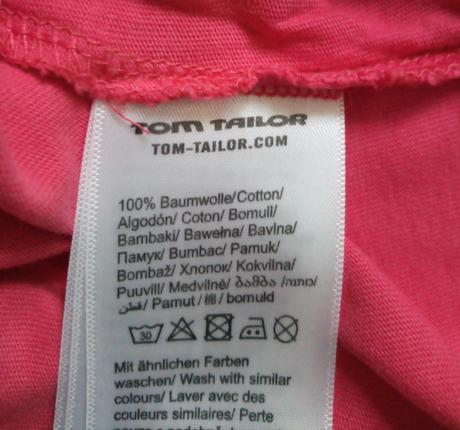 TOM TAILOR
TOM-TAILOR.COM
100% Baumwolle/Cotton/
Algodón/ Coton/ Bomull/
Bambaki/ Bawełna/ Bavlna/
Памук/ Bumbac/ Pamuk/
Bombaž/ Хлопок/ Kokvilna/
Puuvill/ Medvilnė/ ბამბა /כותנה/
قطن/ Pamut /棉/ bomuld
30
Mit ähnlichen Farben
waschen/ Wash with similar
colours/ Laver avec des
couleurs similaires/ Perte